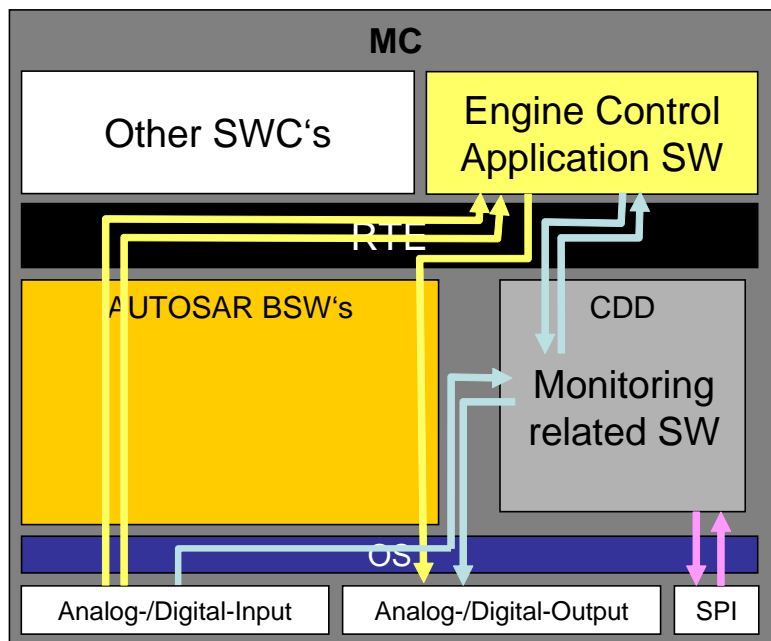 MC
Other SWC‘s
Engine Control
Application SW
RTE
AUTOSAR BSW‘s
CDD
Monitoring
related SW
OS
Analog-/Digital-Input
Analog-/Digital-Output
SPI